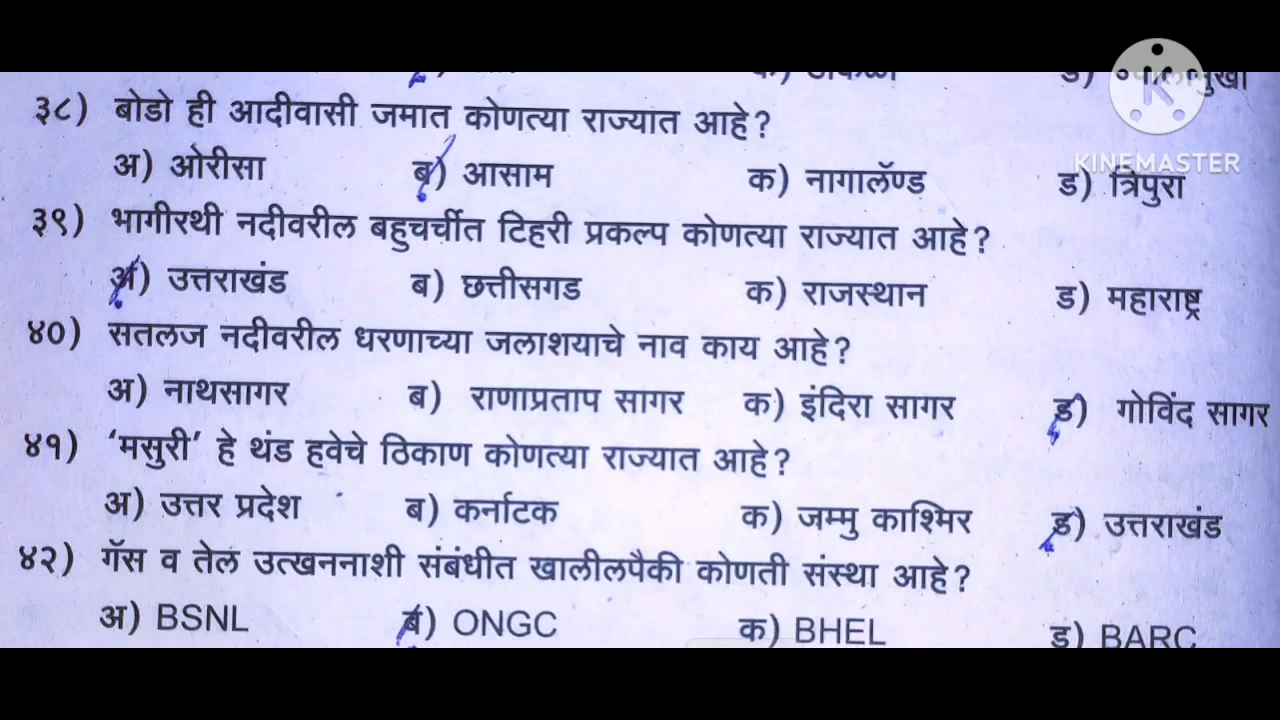 ३८) बोडो ही आदीवासी जमात कोणत्या राज्यात आहे?
अ) ओरीसा ब) आसाम क) नागालॅण्ड ड) त्रिपुरा
KINEMASTER
३९) भागीरथी नदीवरील बहुचर्चीत टिहरी प्रकल्प कोणत्या राज्यात आहे?
अ) उत्तराखंड ब) छत्तीसगड क) राजस्थान ड) महाराष्ट्र
४०) सतलज नदीवरील धरणाच्या जलाशयाचे नाव काय आहे?
अ) नाथसागर ब) राणाप्रताप सागर क) इंदिरा सागर ड) गोविंद सागर
४१) 'मसुरी' हे थंड हवेचे ठिकाण कोणत्या राज्यात आहे?
अ) उत्तर प्रदेश ब) कर्नाटक क) जम्मु काश्मिर ड) उत्तराखंड
४२) गॅस व तेल उत्खननाशी संबंधीत खालीलपैकी कोणती संस्था आहे?
अ) BSNL ब) ONGC क) BHEL ड) BARC